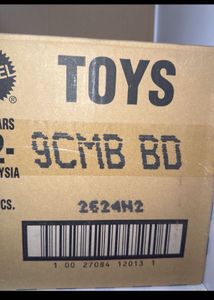 TOYS
ARS
2-
9CMB BD
YSIA
CS.
2624H2
1 00 27084 12013 1